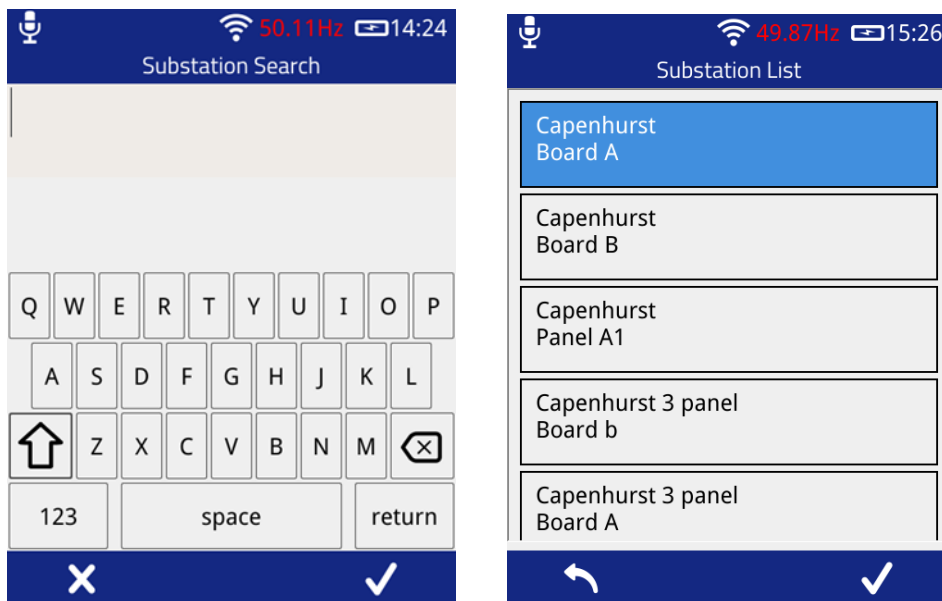 50.11Hz 14:24
Substation Search
Q W E R T Y U I O P
A S D F G H J K L
Z X C V B N M
123 space return
49.87Hz 15:26
Substation List
Capenhurst
Board A
Capenhurst
Board B
Capenhurst
Panel A1
Capenhurst 3 panel
Board b
Capenhurst 3 panel
Board A